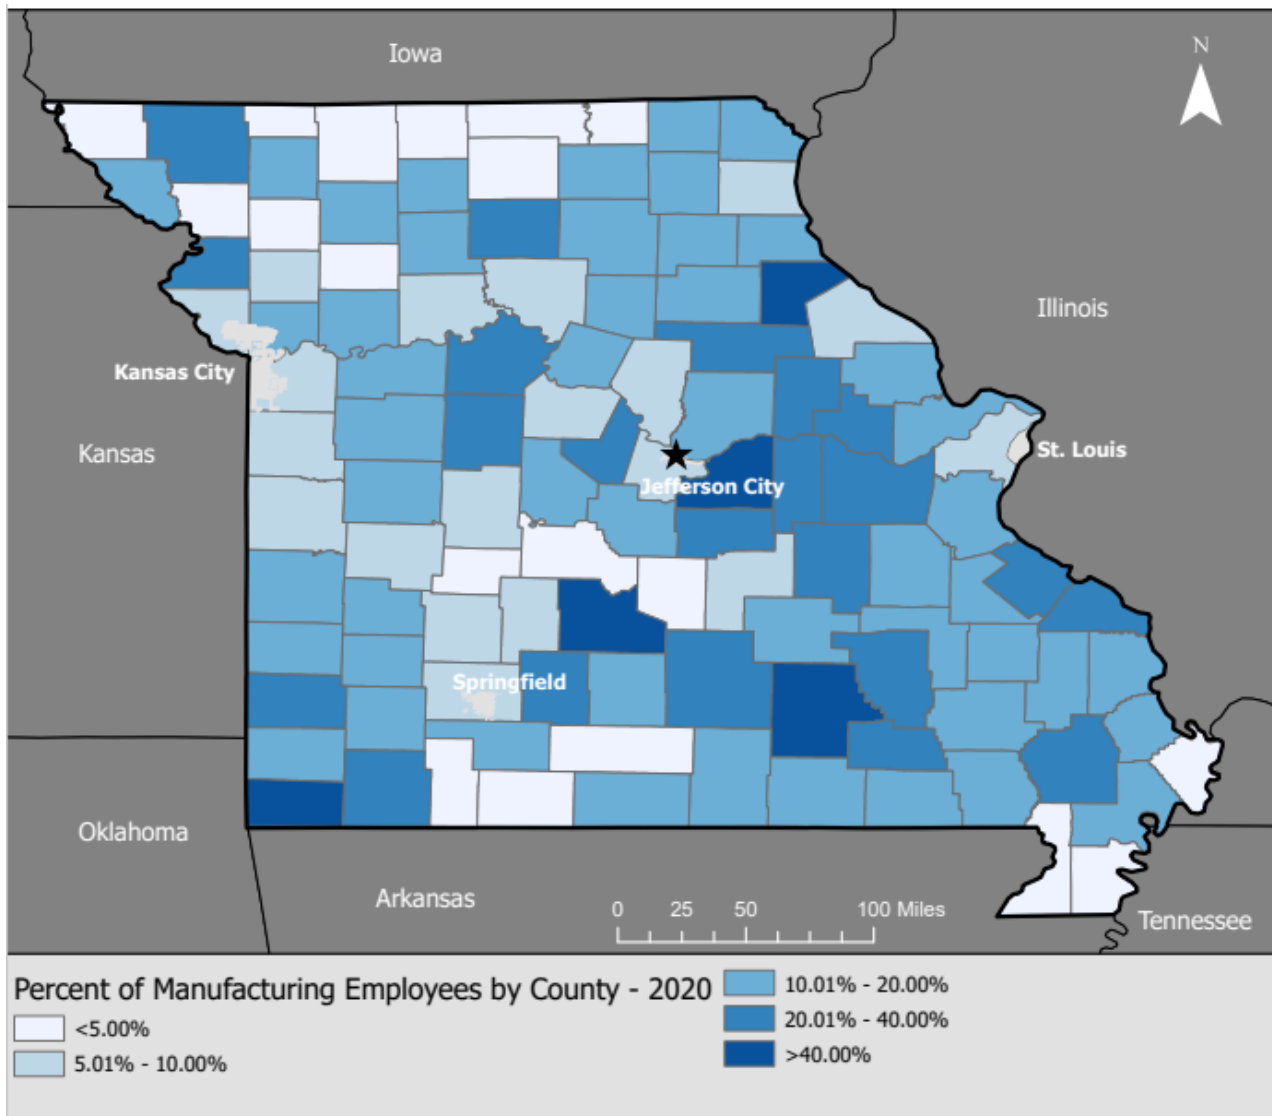 Iowa
N
Illinois
Kansas City
Kansas
St. Louis
Jefferson City
Springfield
Oklahoma
Arkansas
0 25 50 100 Miles
Tennessee
Percent of Manufacturing Employees by County - 2020
<5.00%
5.01% - 10.00%
10.01% - 20.00%
20.01% - 40.00%
>40.00%